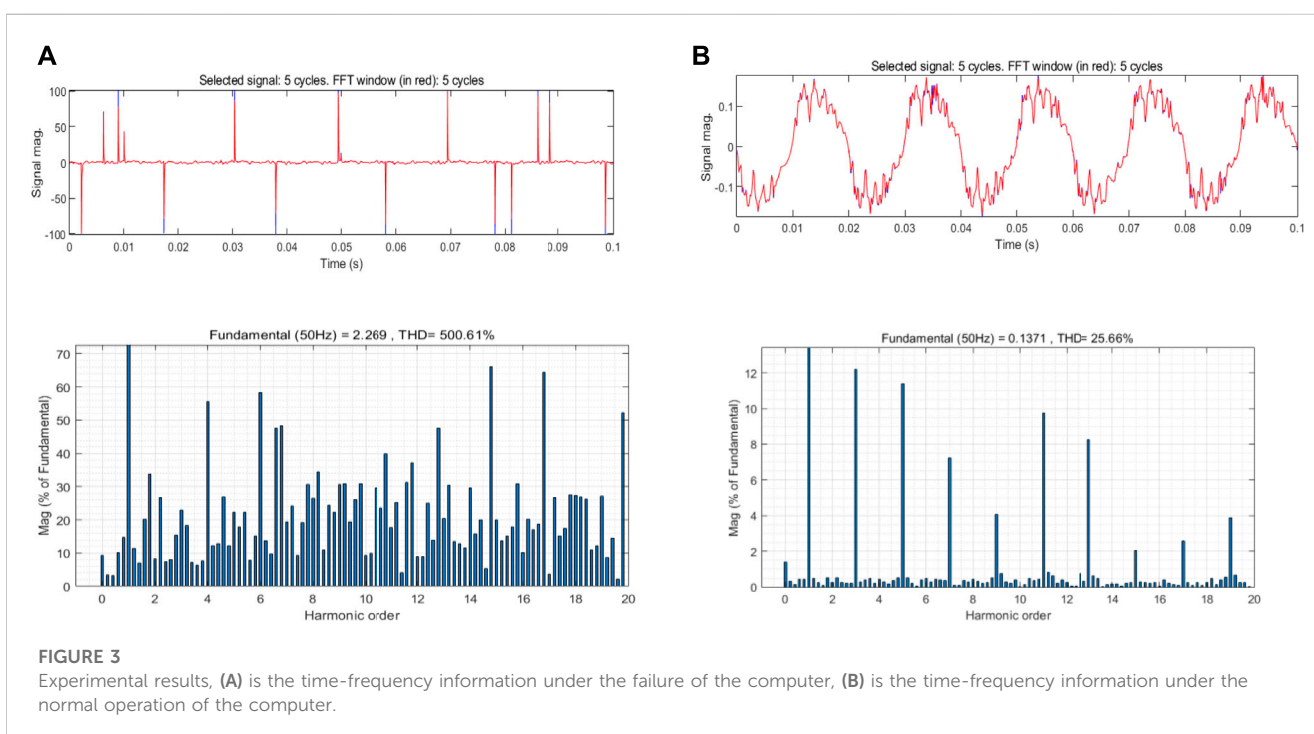 A
Selected signal: 5 cycles. FFT window (in red): 5 cycles
Signal mag.
100
50
0
-50
-100
0 0.01 0.02 0.03 0.04 0.05 0.06 0.07 0.08 0.09 0.1
Time (s)
Fundamental (50Hz) = 2.269 , THD= 500.61%
Mag (% of Fundamental)
70
60
50
40
30
20
10
0
0 2 4 6 8 10 12 14 16 18 20
Harmonic order
B
Selected signal: 5 cycles. FFT window (in red): 5 cycles
Signal mag.
0.1
0
-0.1
0 0.01 0.02 0.03 0.04 0.05 0.06 0.07 0.08 0.09 0.1
Time (s)
Fundamental (50Hz) = 0.1371 , THD= 25.66%
Mag (% of Fundamental)
12
10
8
6
4
2
0
0 2 4 6 8 10 12 14 16 18 20
Harmonic order
FIGURE 3
Experimental results, (A) is the time-frequency information under the failure of the computer, (B) is the time-frequency information under the
normal operation of the computer.